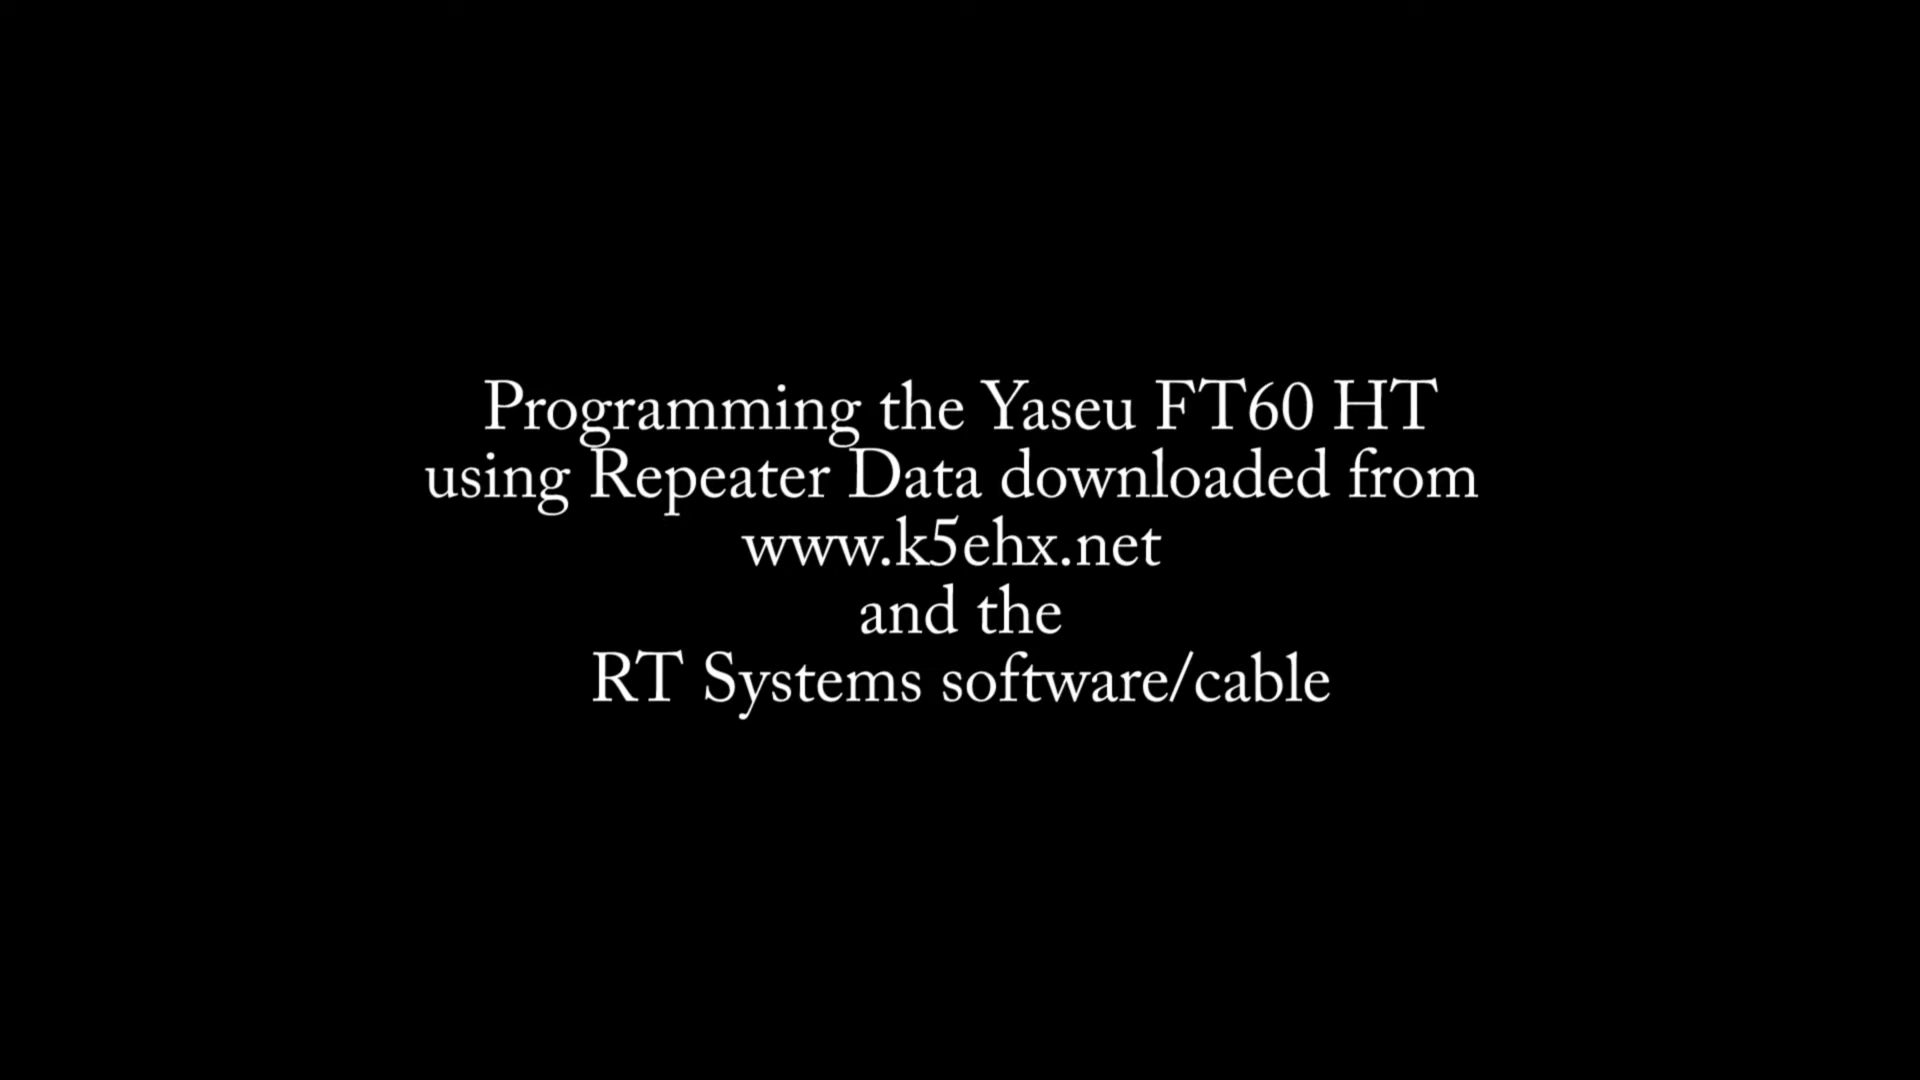 Programming the Yaseu FT60 HT
using Repeater Data downloaded from
www.k5ehx.net
and the
RT Systems software/cable